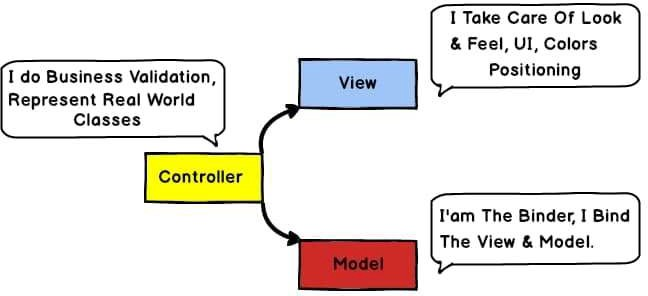 I Take Care Of Look
& Feel, UI, Colors
Positioning
I do Business Validation,
Represent Real World
Classes
View
Controller
I'am The Binder, I Bind
The View & Model.
Model